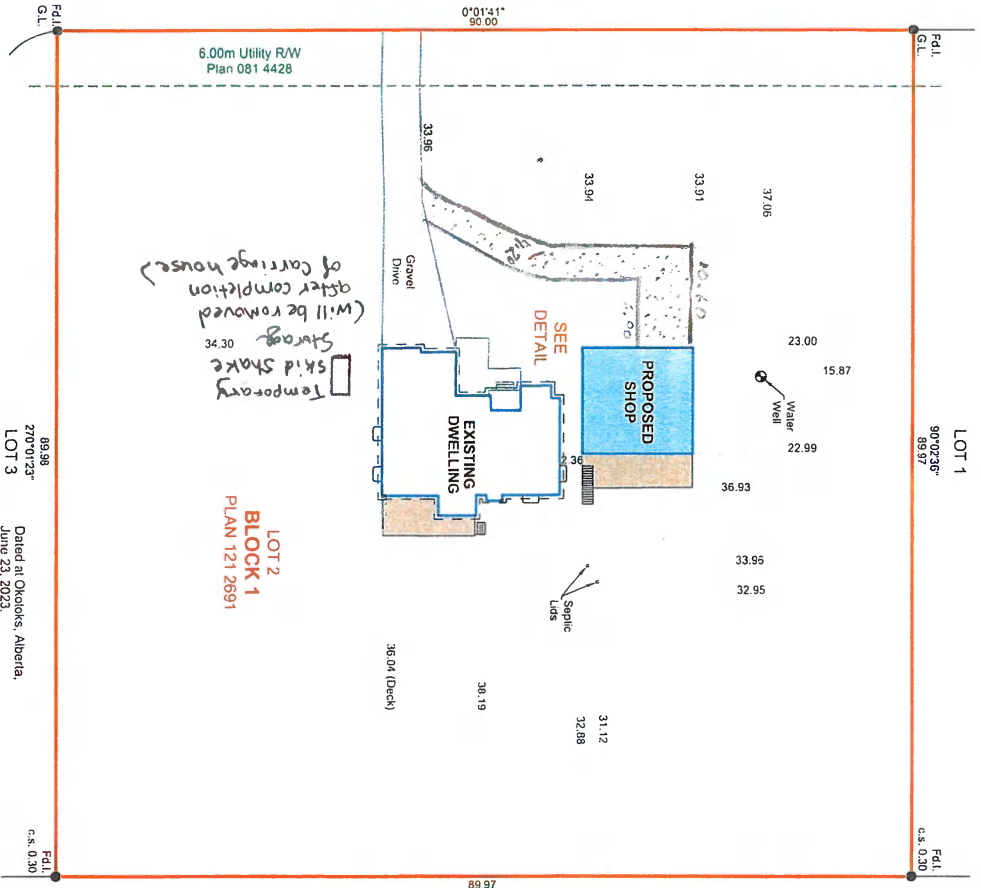 0°01'41"
90.00
Fd.I.
G.L.
Fd.I.
G.L.
6.00m Utility R/W
Plan 081 4428
33.96
33.94
33.91
37.06
10.60
4.20
Gravel
Drive
SEE
DETAIL
PROPOSED
SHOP
23.00
15.87
Water
Well
22.99
LOT 1
90°02'36"
89.97
Temporary
skid shake
Storage
(will be removed
after completion
of carriage house)
34.30
EXISTING
DWELLING
2.36
36.93
33.95
32.95
Septic
Lids
LOT 2
BLOCK 1
PLAN 121 2691
89.98
270°01'23"
LOT 3
36.04 (Deck)
38.19
31.12
32.88
Dated at Okotoks, Alberta,
June 23, 2023.
Fd.I.
c.s. 0.30
Fd.I.
c.s. 0.30
89.97